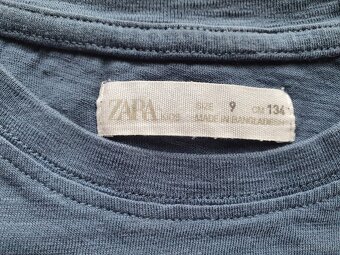 ZARA KIDS SIZE 9 CM 134
MADE IN BANGLADESH